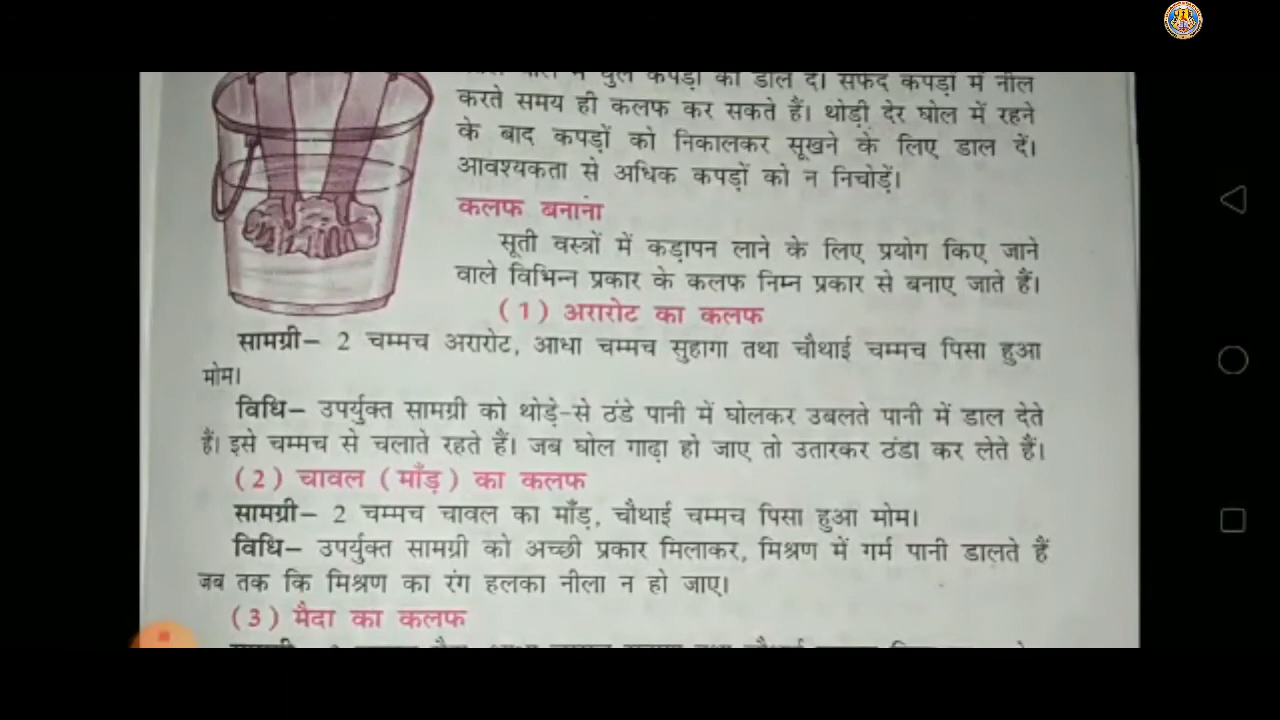 में धुले कपड़ों को डाल दें। सफेद कपड़ों में नील
करते समय ही कलफ कर सकते हैं। थोड़ी देर घोल में रहने
के बाद कपड़ों को निकालकर सूखने के लिए डाल दें।
आवश्यकता से अधिक कपड़ों को न निचोड़ें।
कलफ बनाना
सूती वस्त्रों में कड़ापन लाने के लिए प्रयोग किए जाने
वाले विभिन्न प्रकार के कलफ निम्न प्रकार से बनाए जाते हैं।
(1) अरारोट का कलफ
सामग्री– 2 चम्मच अरारोट, आधा चम्मच सुहागा तथा चौथाई चम्मच पिसा हुआ
मोम।
विधि– उपर्युक्त सामग्री को थोड़े-से ठंडे पानी में घोलकर उबलते पानी में डाल देते
हैं। इसे चम्मच से चलाते रहते हैं। जब घोल गाढ़ा हो जाए तो उतारकर ठंडा कर लेते हैं।
(2) चावल (माँड़) का कलफ
सामग्री– 2 चम्मच चावल का माँड़, चौथाई चम्मच पिसा हुआ मोम।
विधि– उपर्युक्त सामग्री को अच्छी प्रकार मिलाकर, मिश्रण में गर्म पानी डालते हैं
जब तक कि मिश्रण का रंग हलका नीला न हो जाए।
(3) मैदा का कलफ